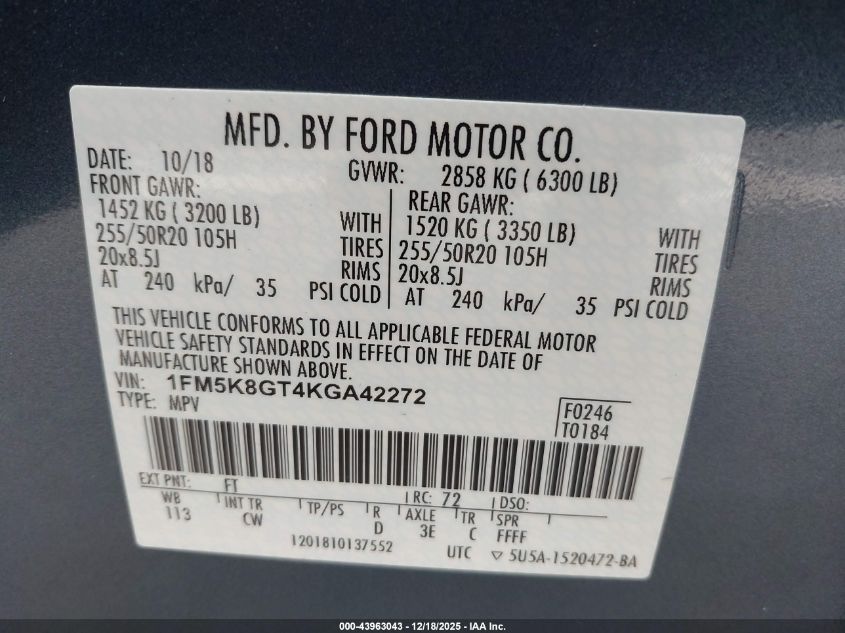 MFD. BY FORD MOTOR CO.
DATE: 10/18 GVWR: 2858 KG ( 6300 LB)
FRONT GAWR: REAR GAWR:
1452 KG ( 3200 LB) WITH 1520 KG ( 3350 LB) WITH
255/50R20 105H TIRES 255/50R20 105H TIRES
20x8.5J RIMS 20x8.5J RIMS
AT 240 kPa/ 35 PSI COLD AT 240 kPa/ 35 PSI COLD
THIS VEHICLE CONFORMS TO ALL APPLICABLE FEDERAL MOTOR
VEHICLE SAFETY STANDARDS IN EFFECT ON THE DATE OF
MANUFACTURE SHOWN ABOVE.
VIN: 1FM5K8GT4KGA42272
TYPE: MPV
F0246
T0184
EXT PNT: FT RC: 72 DSO:
WB INT TR TP/PS R AXLE TR SPR
113 CW D 3E C FFFF
1201810137552 UTC ▽ 5U5A-1520472-BA
000-43963043 / 12/18/2025 - IAA Inc.